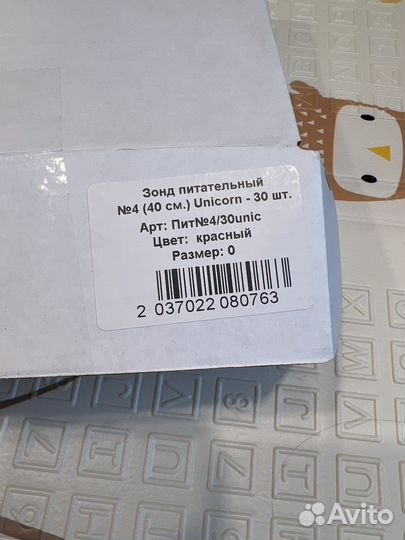 Зонд питательный
№4 (40 см.) Unicorn - 30 шт.
Арт: Пит№4/30unic
Цвет: красный
Размер: 0
2 037022 080763
Avito